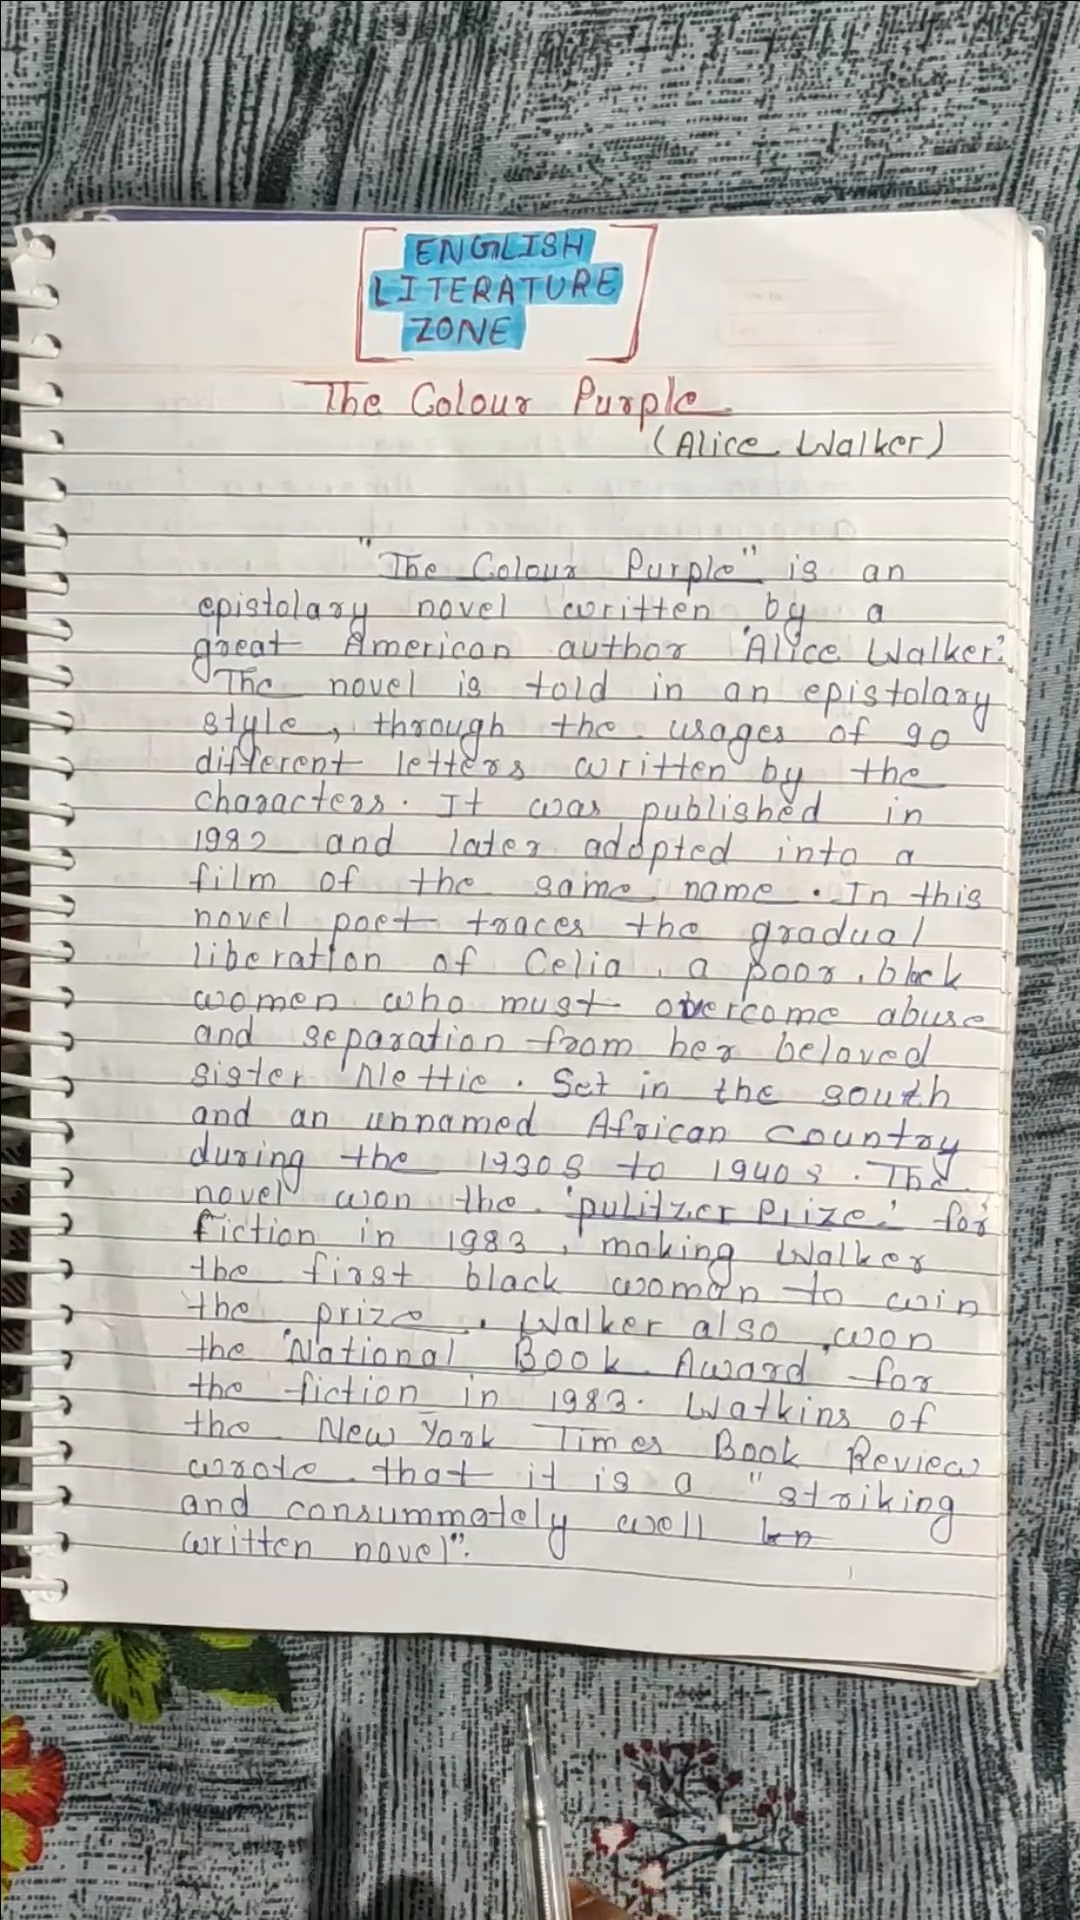 ENGLISH
LITERATURE
ZONE
The Colour Purple
(Alice Walker)
"The Colour Purple" is an
epistolary novel written by a
great American author 'Alice Walker'.
The novel is told in an epistolary
style, through the usages of 90
different letters written by the
characters. It was published in
1982 and later adopted into a
film of the same name. In this
novel poet traces the gradual
liberation of Celia, a poor, black
women who must overcome abuse
and separation from her beloved
sister 'Nettie. Set in the south
and an unnamed African country
during the 1930s to 1940s. The
novel won the 'pulitzer Prize' for
fiction in 1983, making Walker
the first black woman to win
the prize. Walker also won
the 'National Book Award' for
the fiction in 1983. Watkins of
the New York Times Book Review
wrote that it is a "striking
and consummately well
written novel".